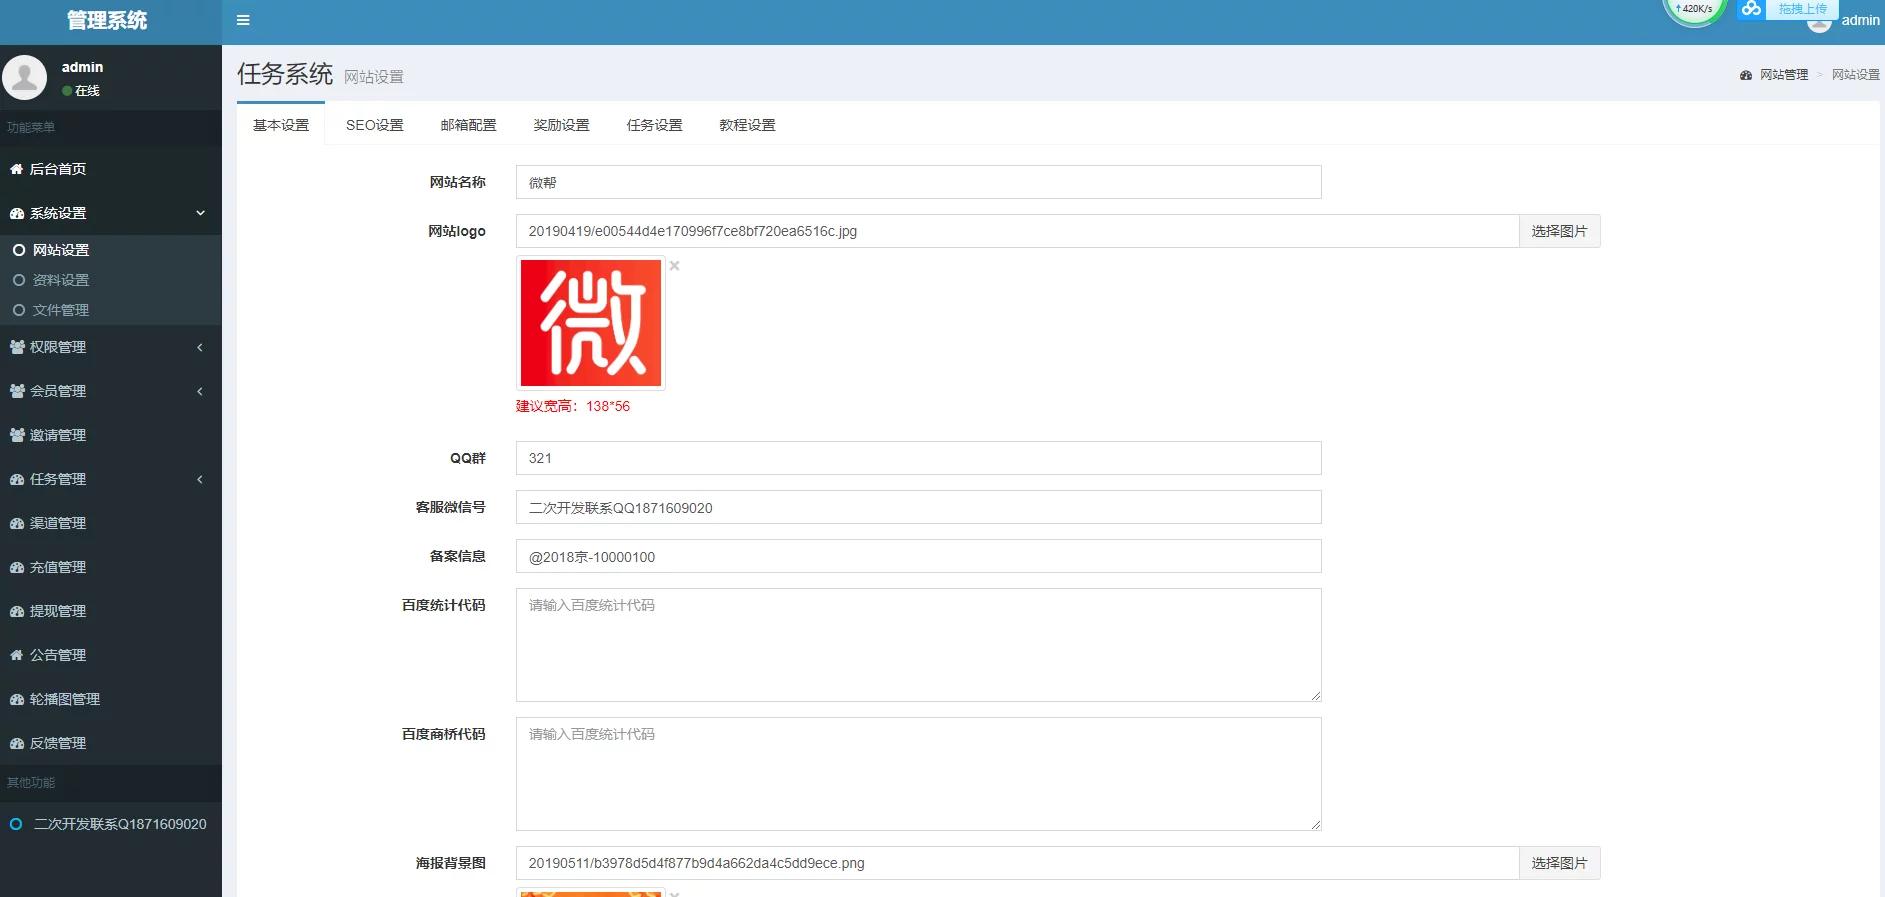 管理系统
↑420K/s
拖拽上传
admin
admin
在线
功能菜单
后台首页
系统设置
网站设置
资料设置
文件管理
权限管理
会员管理
邀请管理
任务管理
渠道管理
充值管理
提现管理
公告管理
轮播图管理
反馈管理
其他功能
二次开发联系Q1871609020
任务系统 网站设置
网站管理 > 网站设置
基本设置 SEO设置 邮箱配置 奖励设置 任务设置 教程设置
网站名称 微帮
网站logo 20190419/e00544d4e170996f7ce8bf720ea6516c.jpg 选择图片
微
×
建议宽高：138*56
QQ群 321
客服微信号 二次开发联系QQ1871609020
备案信息 @2018京-10000100
百度统计代码 请输入百度统计代码
百度商桥代码 请输入百度统计代码
海报背景图 20190511/b3978d5d4f877b9d4a662da4c5dd9ece.png 选择图片
×